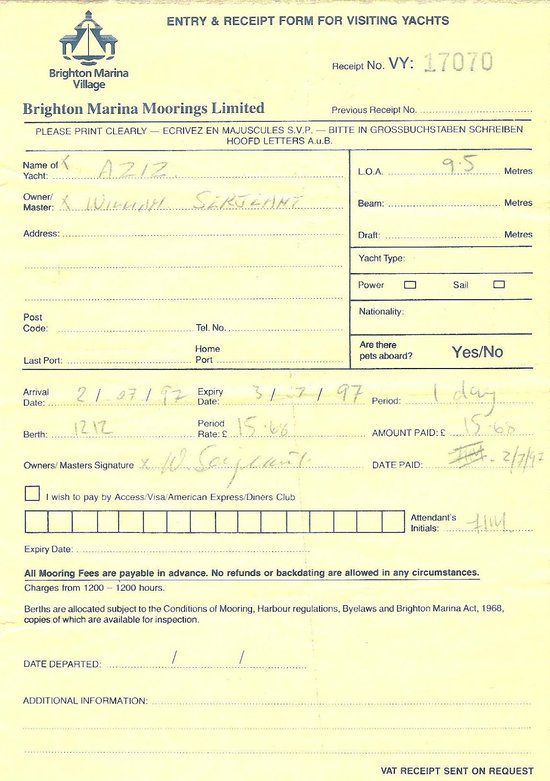 ENTRY & RECEIPT FORM FOR VISITING YACHTS
Brighton Marina
Village
Receipt No. VY: 17070
Brighton Marina Moorings Limited
Previous Receipt No.
PLEASE PRINT CLEARLY — ECRIVEZ EN MAJUSCULES S.V.P. — BITTE IN GROSSBUCHSTABEN SCHREIBEN
HOOFD LETTERS A.u.B.
Name of Yacht: x AZIZ
Owner/ Master: x WILLIAM SERJEANT
Address:
Post Code: Tel. No.
Last Port: Home Port
L.O.A. 9.5 Metres
Beam: Metres
Draft: Metres
Yacht Type:
Power Sail
Nationality:
Are there pets aboard? Yes/No
Arrival Date: 2 / 07 / 97 Expiry Date: 3 / 7 / 97 Period: 1 day
Berth: 1212 Period Rate: £ 15.68 AMOUNT PAID: £ 15.68
Owners/Masters Signature x W Serjeant DATE PAID: 2/7/97
I wish to pay by Access/Visa/American Express/Diners Club
Attendant's Initials:
Expiry Date:
All Mooring Fees are payable in advance. No refunds or backdating are allowed in any circumstances.
Charges from 1200 – 1200 hours.
Berths are allocated subject to the Conditions of Mooring, Harbour regulations, Byelaws and Brighton Marina Act, 1968,
copies of which are available for inspection.
DATE DEPARTED: / /
ADDITIONAL INFORMATION:
VAT RECEIPT SENT ON REQUEST